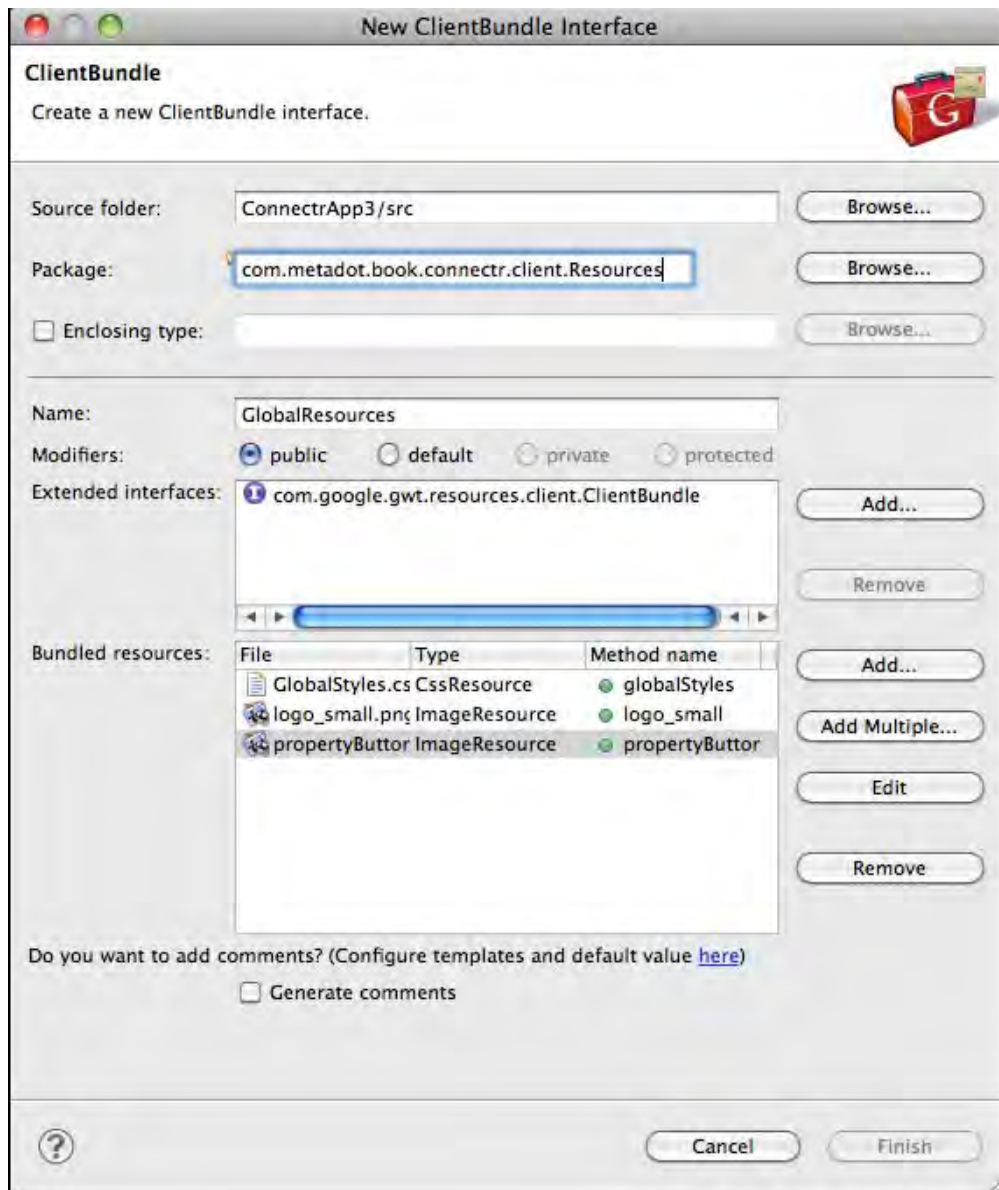 New ClientBundle Interface
ClientBundle
Create a new ClientBundle interface.
G
Source folder: ConnectrApp3/src Browse...
Package: com.metadot.book.connectr.client.Resources Browse...
Enclosing type: Browse...
Name: GlobalResources
Modifiers: public default private protected
Extended interfaces: I com.google.gwt.resources.client.ClientBundle Add...
Remove
Bundled resources: File Type Method name Add...
GlobalStyles.cs CssResource globalStyles
logo_small.png ImageResource logo_small Add Multiple...
propertyButtor ImageResource propertyButtor
Edit
Remove
Do you want to add comments? (Configure templates and default value here)
Generate comments
? Cancel Finish